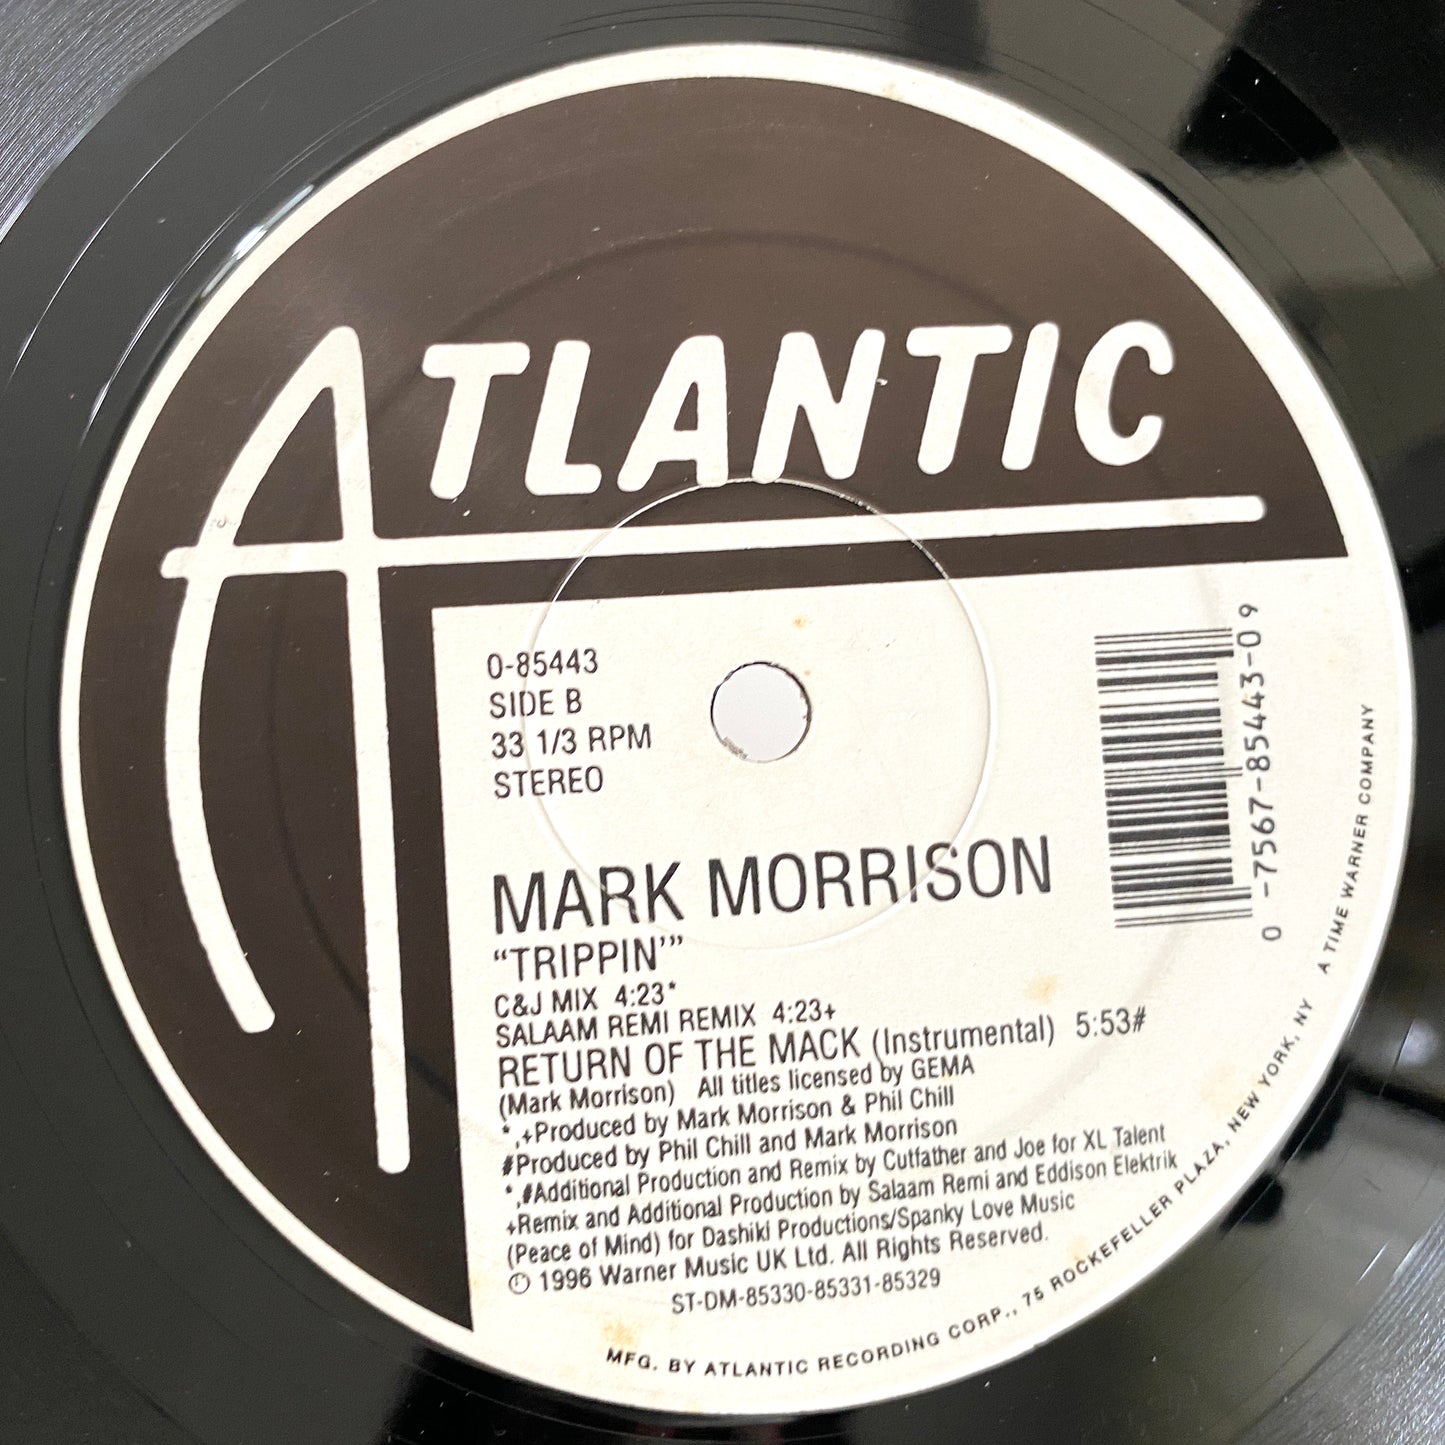 ATLANTIC
0-85443
SIDE B
33 1/3 RPM
STEREO
0 -7567-85443-0 9
MARK MORRISON
“TRIPPIN’”
C&J MIX 4:23*
SALAAM REMI REMIX 4:23+
RETURN OF THE MACK (Instrumental) 5:53#
(Mark Morrison) All titles licensed by GEMA
*,+Produced by Mark Morrison & Phil Chill
#Produced by Phil Chill and Mark Morrison
*,#Additional Production and Remix by Cutfather and Joe for XL Talent
+Remix and Additional Production by Salaam Remi and Eddison Elektrik
(Peace of Mind) for Dashiki Productions/Spanky Love Music
℗ 1996 Warner Music UK Ltd. All Rights Reserved.
ST-DM-85330-85331-85329
MFG. BY ATLANTIC RECORDING CORP., 75 ROCKEFELLER PLAZA, NEW YORK, NY A TIME WARNER COMPANY